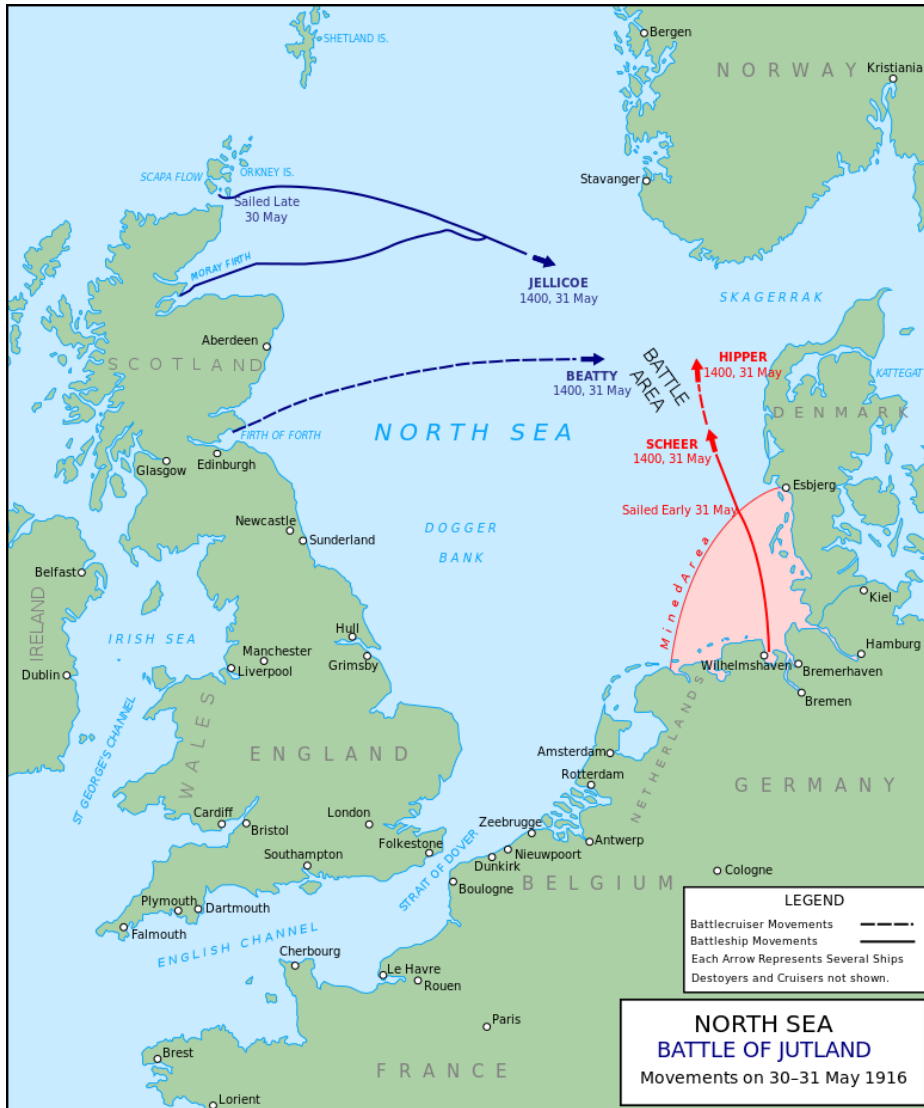 SHETLAND IS.
Bergen
NORWAY
Kristiania
SCAPA FLOW
ORKNEY IS.
Stavanger
Sailed Late
30 May
MORAY FIRTH
JELLICOE
1400, 31 May
SKAGERRAK
Aberdeen
SCOTLAND
BATTLE
AREA
HIPPER
1400, 31 May
BEATTY
1400, 31 May
KATTEGAT
DENMARK
FIRTH OF FORTH
NORTH SEA
SCHEER
1400, 31 May
Glasgow
Edinburgh
Esbjerg
Sailed Early 31 May
Newcastle
Sunderland
DOGGER
BANK
Mined Area
Belfast
IRELAND
IRISH SEA
Kiel
Hull
Grimsby
Manchester
Liverpool
Hamburg
Wilhelmshaven
Bremerhaven
Bremen
Dublin
ST GEORGE'S CHANNEL
WALES
ENGLAND
NETHERLANDS
Amsterdam
Rotterdam
GERMANY
Cardiff
Bristol
London
Zeebrugge
Folkestone
STRAIT OF DOVER
Nieuwpoort
Antwerp
Dunkirk
Southampton
Boulogne
BELGIUM
Cologne
Plymouth
Dartmouth
Falmouth
ENGLISH CHANNEL
Cherbourg
Le Havre
Rouen
Paris
Brest
FRANCE
Lorient
LEGEND
Battlecruiser Movements
Battleship Movements
Each Arrow Represents Several Ships
Destoyers and Cruisers not shown.
NORTH SEA
BATTLE OF JUTLAND
Movements on 30–31 May 1916